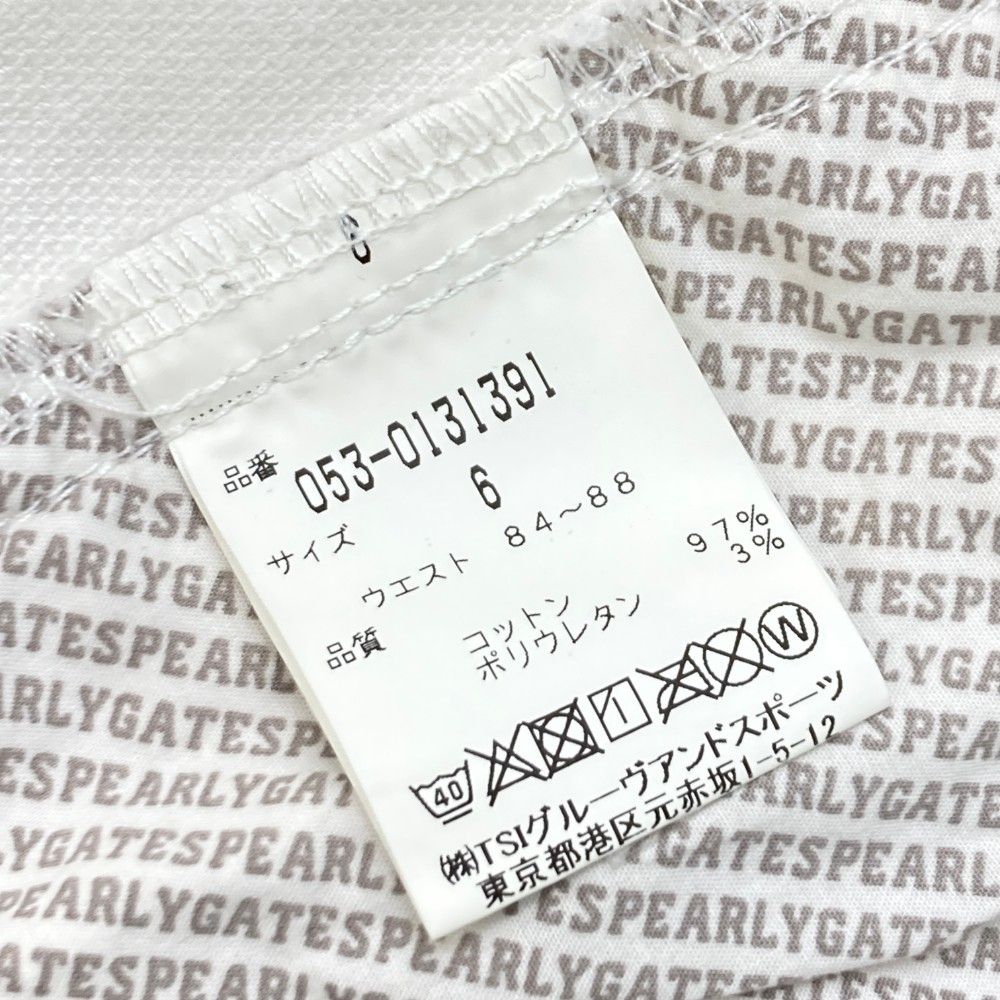 6
品番 053-0131391
サイズ 6
ウエスト 84~88
品質 コットン 97%
ポリウレタン 3%
40 W
(株)TSIグルーヴアンドスポーツ
東京都港区元赤坂1-5-12
PEARLYGATESPEARLYGATES